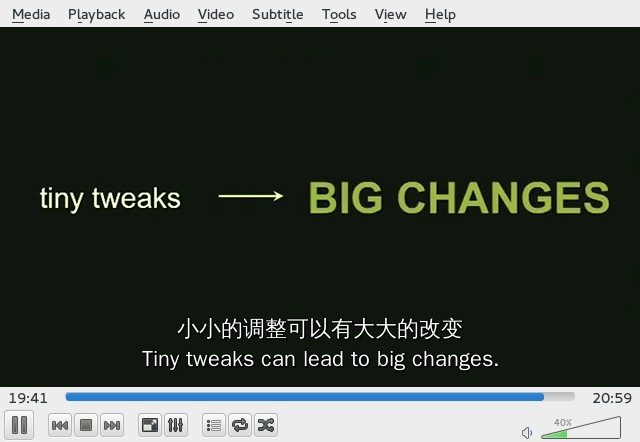 Media Playback Audio Video Subtitle Tools View Help
tiny tweaks → BIG CHANGES
小小的调整可以有大大的改变
Tiny tweaks can lead to big changes.
19:41 20:59
40%